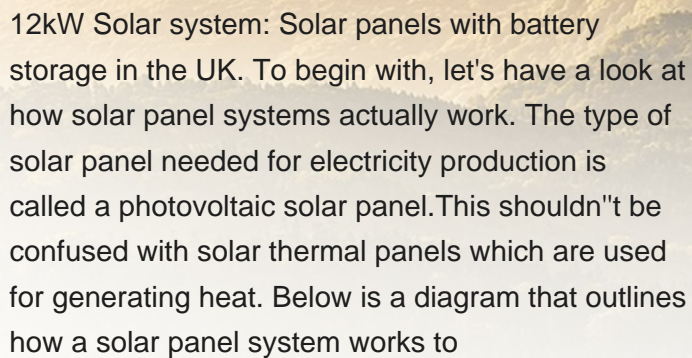 12kW Solar system: Solar panels with battery
storage in the UK. To begin with, let's have a look at
how solar panel systems actually work. The type of
solar panel needed for electricity production is
called a photovoltaic solar panel.This shouldn"t be
confused with solar thermal panels which are used
for generating heat. Below is a diagram that outlines
how a solar panel system works to